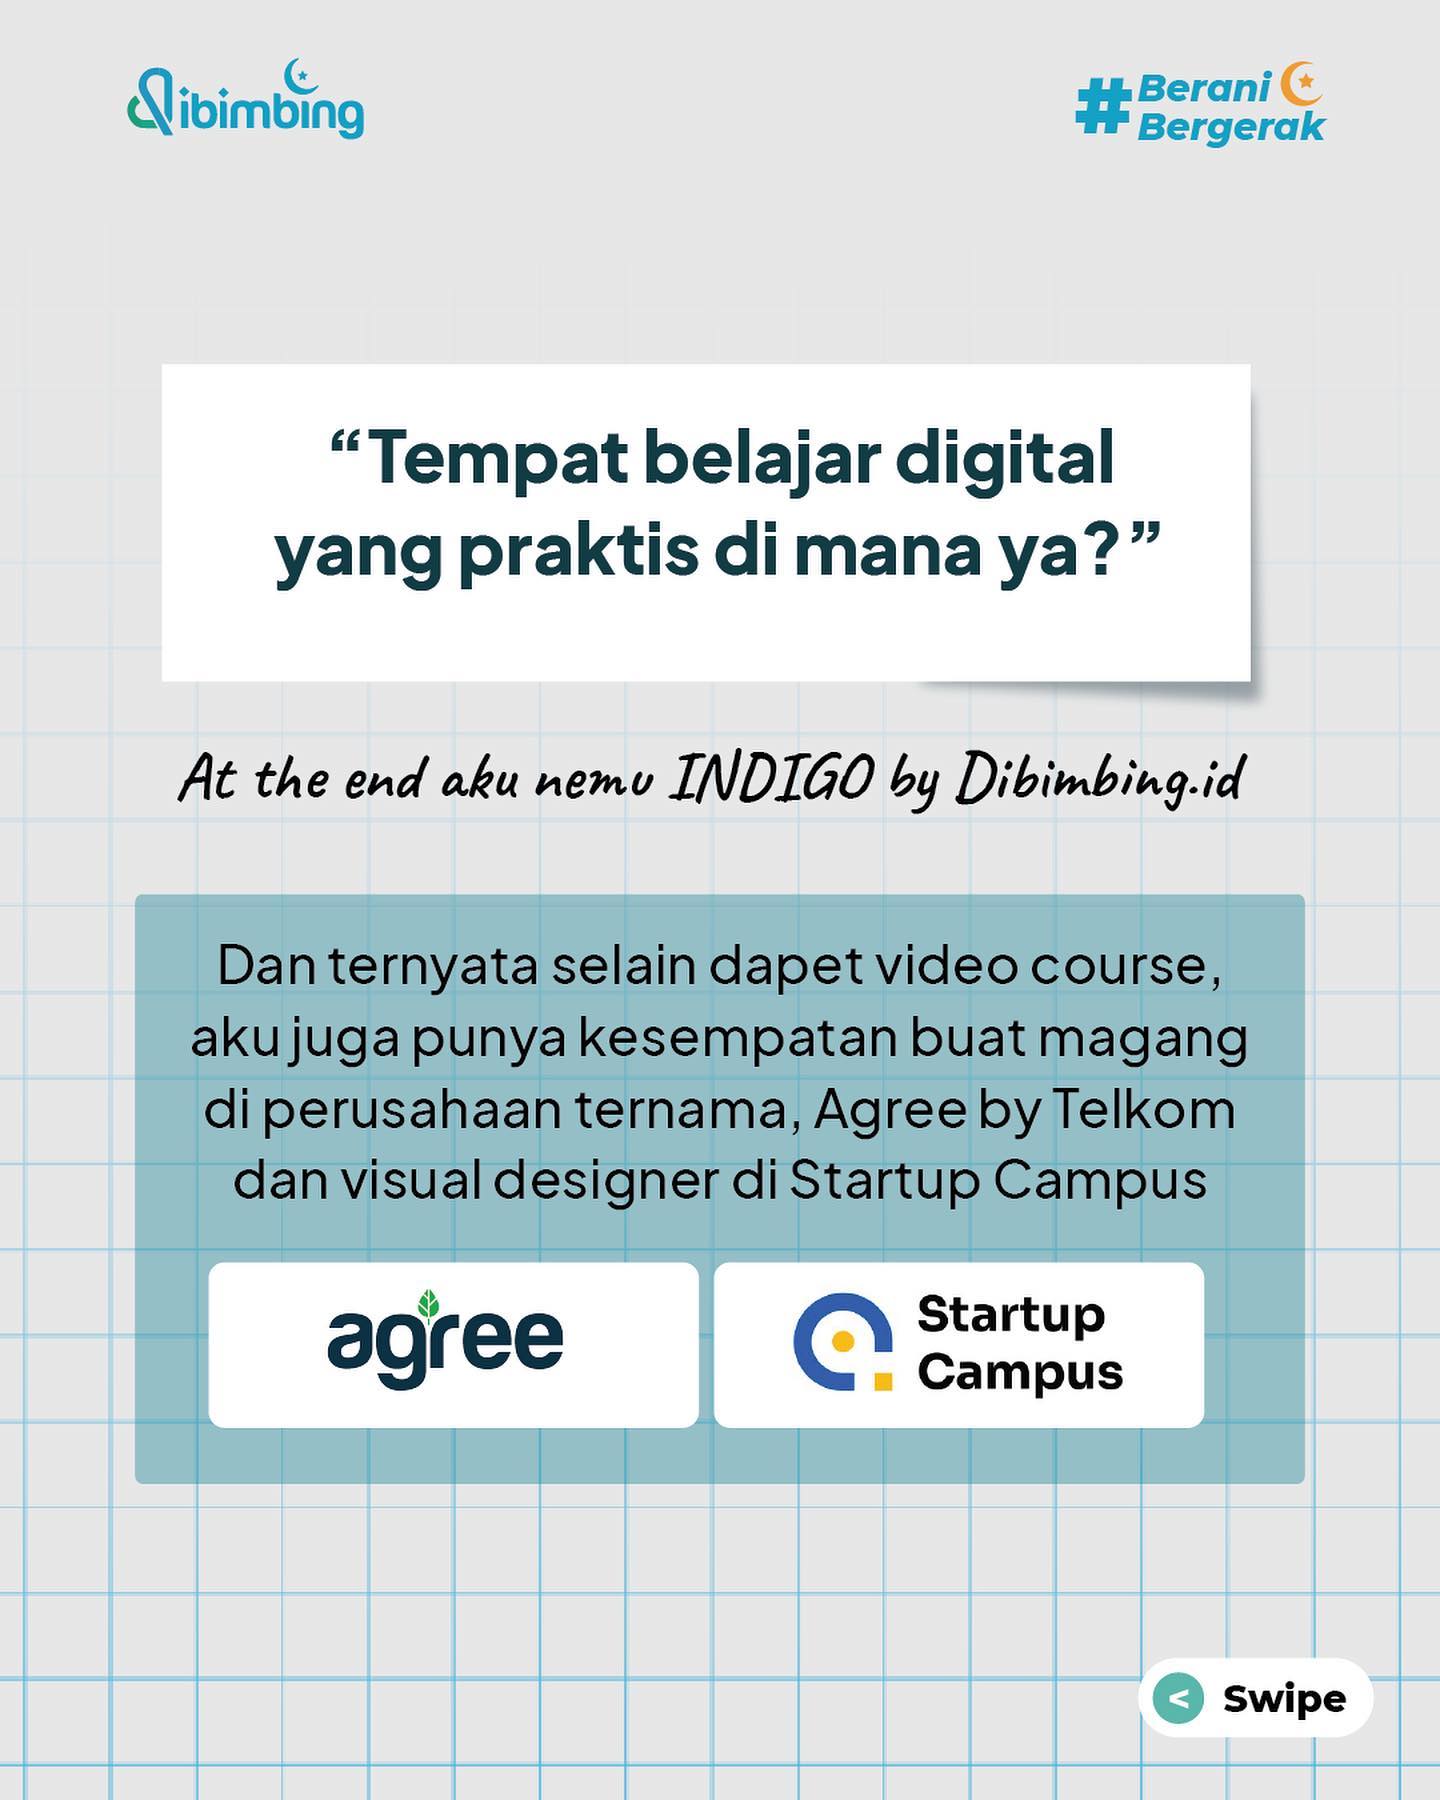 Dibimbing
#Berani
Bergerak
“Tempat belajar digital
yang praktis di mana ya?”
At the end aku nemu INDIGO by Dibimbing.id
Dan ternyata selain dapet video course,
aku juga punya kesempatan buat magang
di perusahaan ternama, Agree by Telkom
dan visual designer di Startup Campus
agree
Startup
Campus
< Swipe